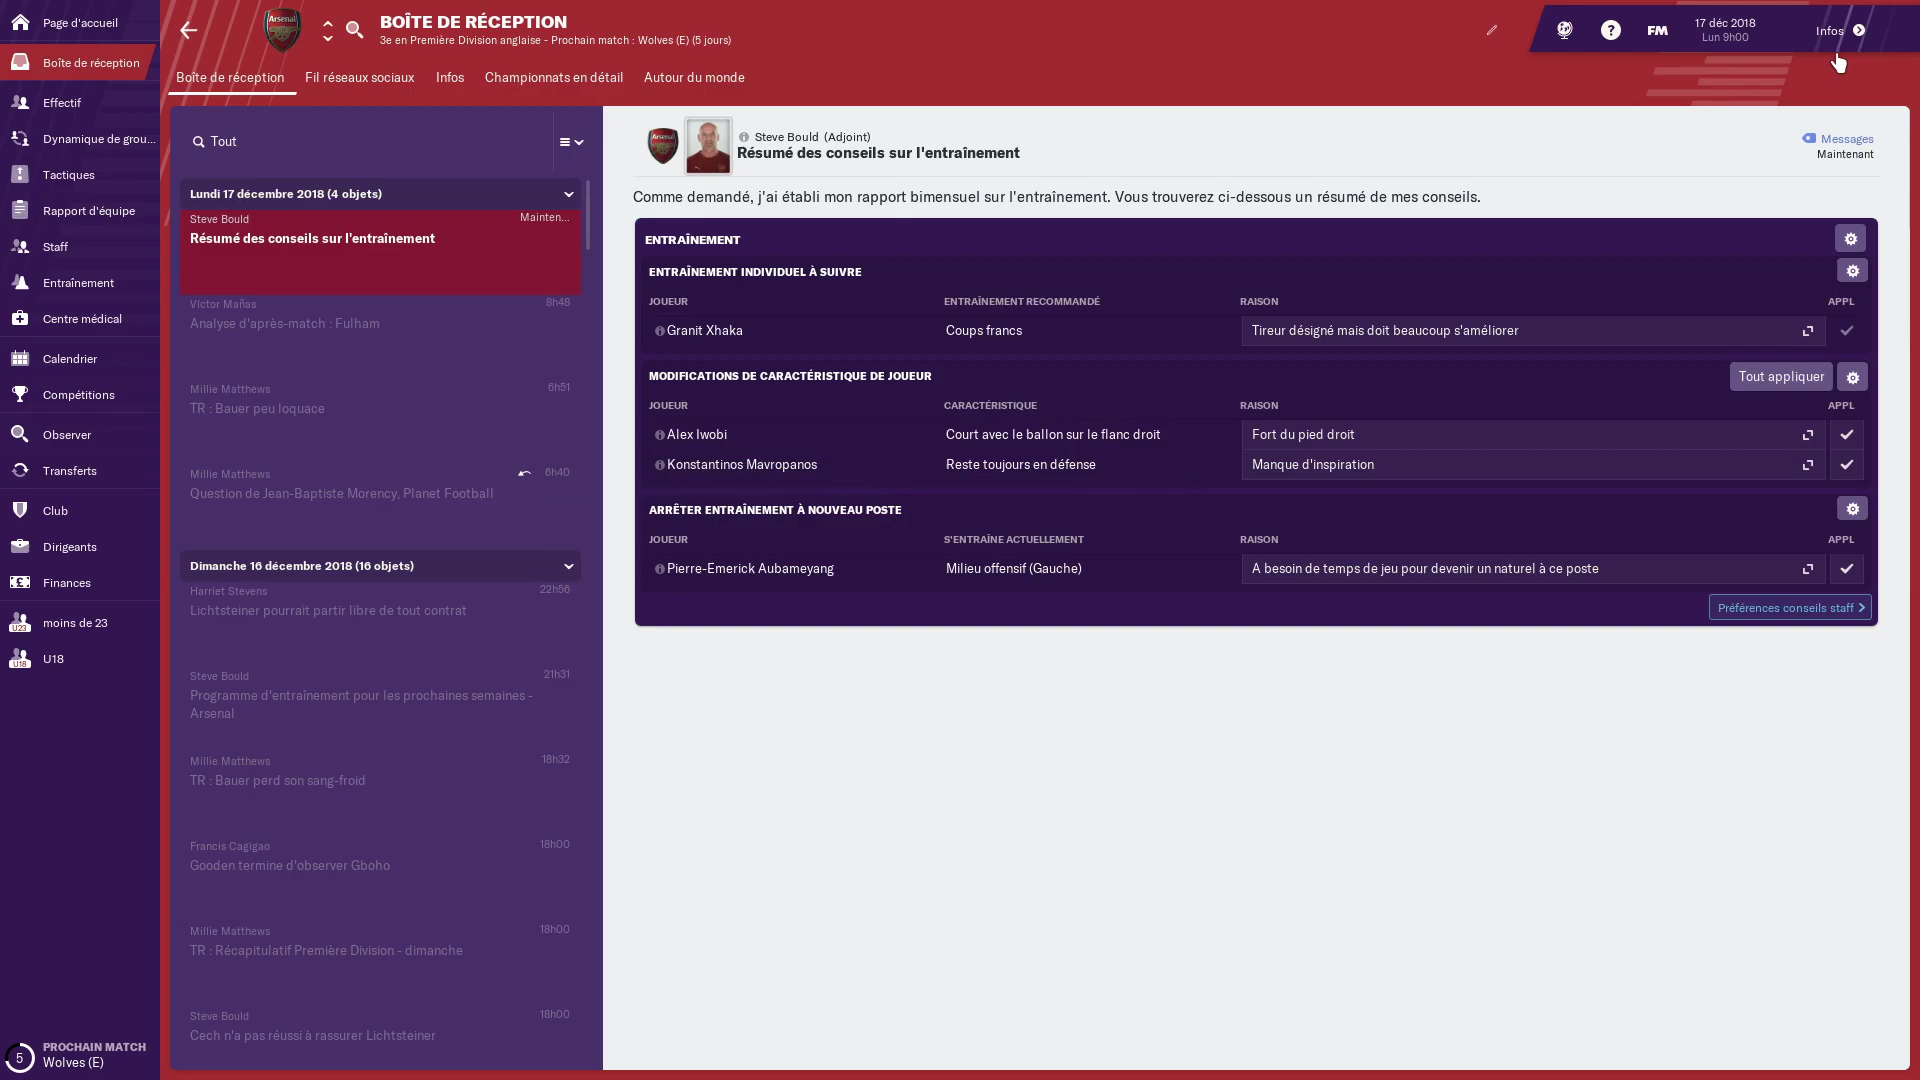 Page d'accueil
Boîte de réception
Effectif
Dynamique de grou...
Tactiques
Rapport d'équipe
Staff
Entraînement
Centre médical
Calendrier
Compétitions
Observer
Transferts
Club
Dirigeants
Finances
U23
moins de 23
U18
U18
5
PROCHAIN MATCH
Wolves (E)
Arsenal
BOÎTE DE RÉCEPTION
3e en Première Division anglaise - Prochain match : Wolves (E) (5 jours)
?
FM
17 déc 2018
Lun 9h00
Infos
Boîte de réception
Fil réseaux sociaux
Infos
Championnats en détail
Autour du monde
Tout
Lundi 17 décembre 2018 (4 objets)
Steve Bould
Mainten...
Résumé des conseils sur l'entraînement
Victor Mañas
8h48
Analyse d'après-match : Fulham
Millie Matthews
6h51
TR : Bauer peu loquace
Millie Matthews
6h40
Question de Jean-Baptiste Morency, Planet Football
Dimanche 16 décembre 2018 (16 objets)
Harriet Stevens
22h56
Lichtsteiner pourrait partir libre de tout contrat
Steve Bould
21h31
Programme d'entraînement pour les prochaines semaines -
Arsenal
Millie Matthews
18h32
TR : Bauer perd son sang-froid
Francis Cagigao
18h00
Gooden termine d'observer Gboho
Millie Matthews
18h00
TR : Récapitulatif Première Division - dimanche
Steve Bould
18h00
Cech n'a pas réussi à rassurer Lichtsteiner
Arsenal
Steve Bould (Adjoint)
Résumé des conseils sur l'entraînement
Messages
Maintenant
Comme demandé, j'ai établi mon rapport bimensuel sur l'entraînement. Vous trouverez ci-dessous un résumé de mes conseils.
ENTRAÎNEMENT
ENTRAÎNEMENT INDIVIDUEL À SUIVRE
JOUEUR ENTRAÎNEMENT RECOMMANDÉ RAISON APPL
Granit Xhaka Coups francs Tireur désigné mais doit beaucoup s'améliorer
MODIFICATIONS DE CARACTÉRISTIQUE DE JOUEUR
Tout appliquer
JOUEUR CARACTÉRISTIQUE RAISON APPL
Alex Iwobi Court avec le ballon sur le flanc droit Fort du pied droit
Konstantinos Mavropanos Reste toujours en défense Manque d'inspiration
ARRÊTER ENTRAÎNEMENT À NOUVEAU POSTE
JOUEUR S'ENTRAÎNE ACTUELLEMENT RAISON APPL
Pierre-Emerick Aubameyang Milieu offensif (Gauche) A besoin de temps de jeu pour devenir un naturel à ce poste
Préférences conseils staff